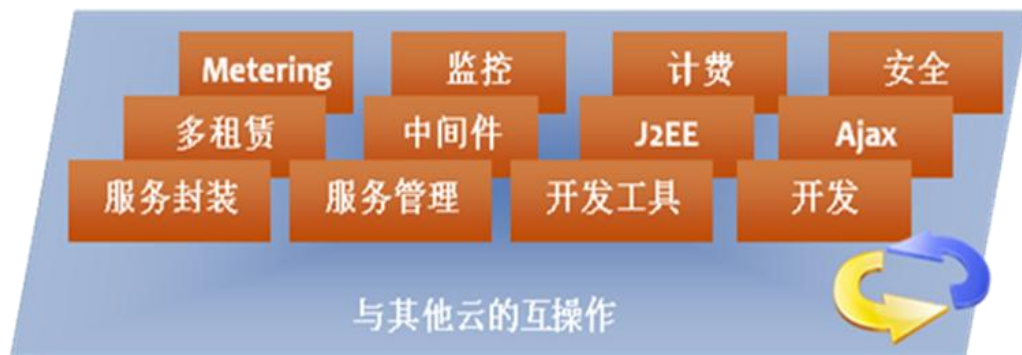 Metering 监控 计费 安全
多租赁 中间件 J2EE Ajax
服务封装 服务管理 开发工具 开发
与其他云的互操作